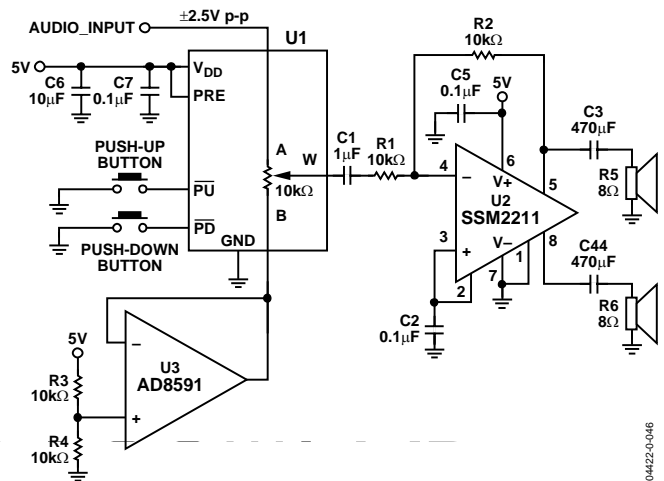 AUDIO_INPUT
±2.5V p-p
U1
R2
10kΩ
5V
C6
10µF
C7
0.1µF
VDD
PRE
C5
0.1µF
5V
C3
470µF
R5
8Ω
PUSH-UP
BUTTON
PU
PUSH-DOWN
BUTTON
PD
GND
A
W
10kΩ
B
C1
1µF
R1
10kΩ
4
−
6
V+
U2
SSM2211
5
3
+
2
V−
7
1
8
C44
470µF
R6
8Ω
C2
0.1µF
5V
R3
10kΩ
R4
10kΩ
−
U3
AD8591
+
04422-0-046